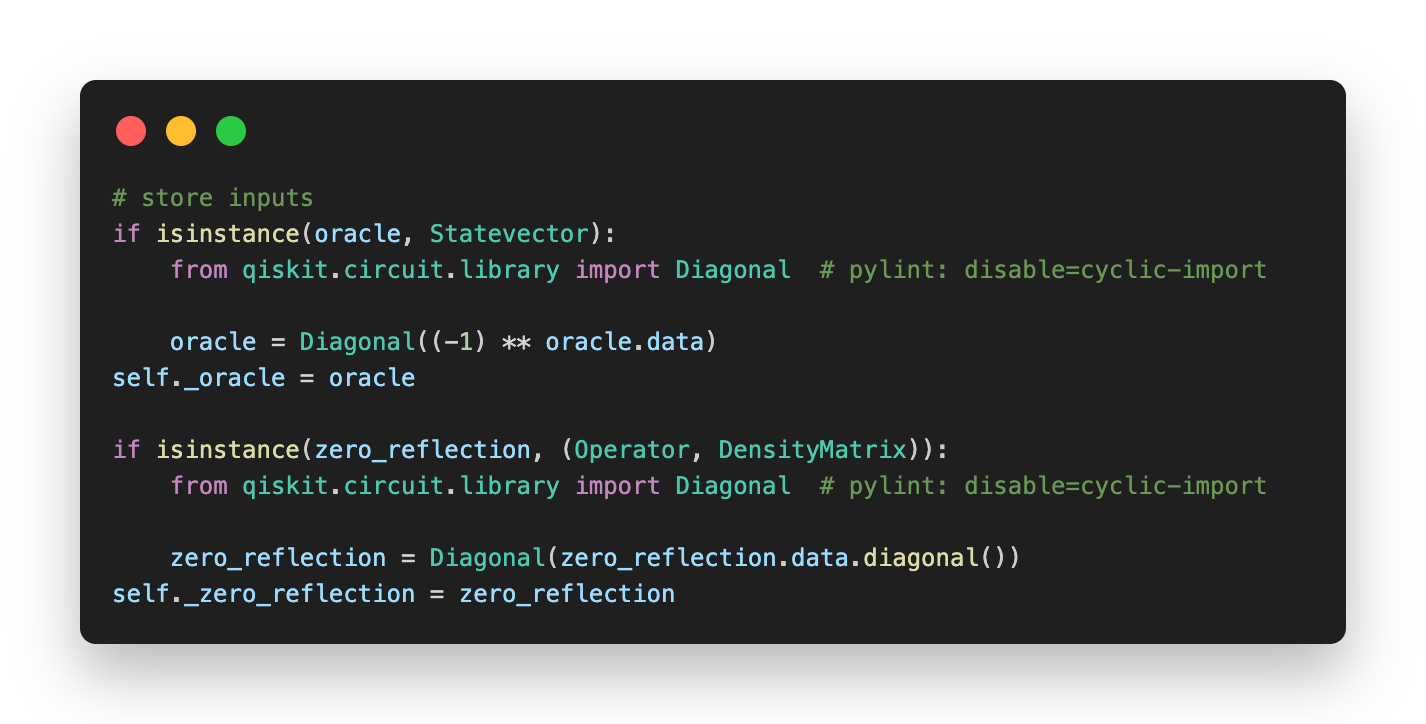 # store inputs
if isinstance(oracle, Statevector):
    from qiskit.circuit.library import Diagonal  # pylint: disable=cyclic-import

    oracle = Diagonal((-1) ** oracle.data)
self._oracle = oracle

if isinstance(zero_reflection, (Operator, DensityMatrix)):
    from qiskit.circuit.library import Diagonal  # pylint: disable=cyclic-import

    zero_reflection = Diagonal(zero_reflection.data.diagonal())
self._zero_reflection = zero_reflection